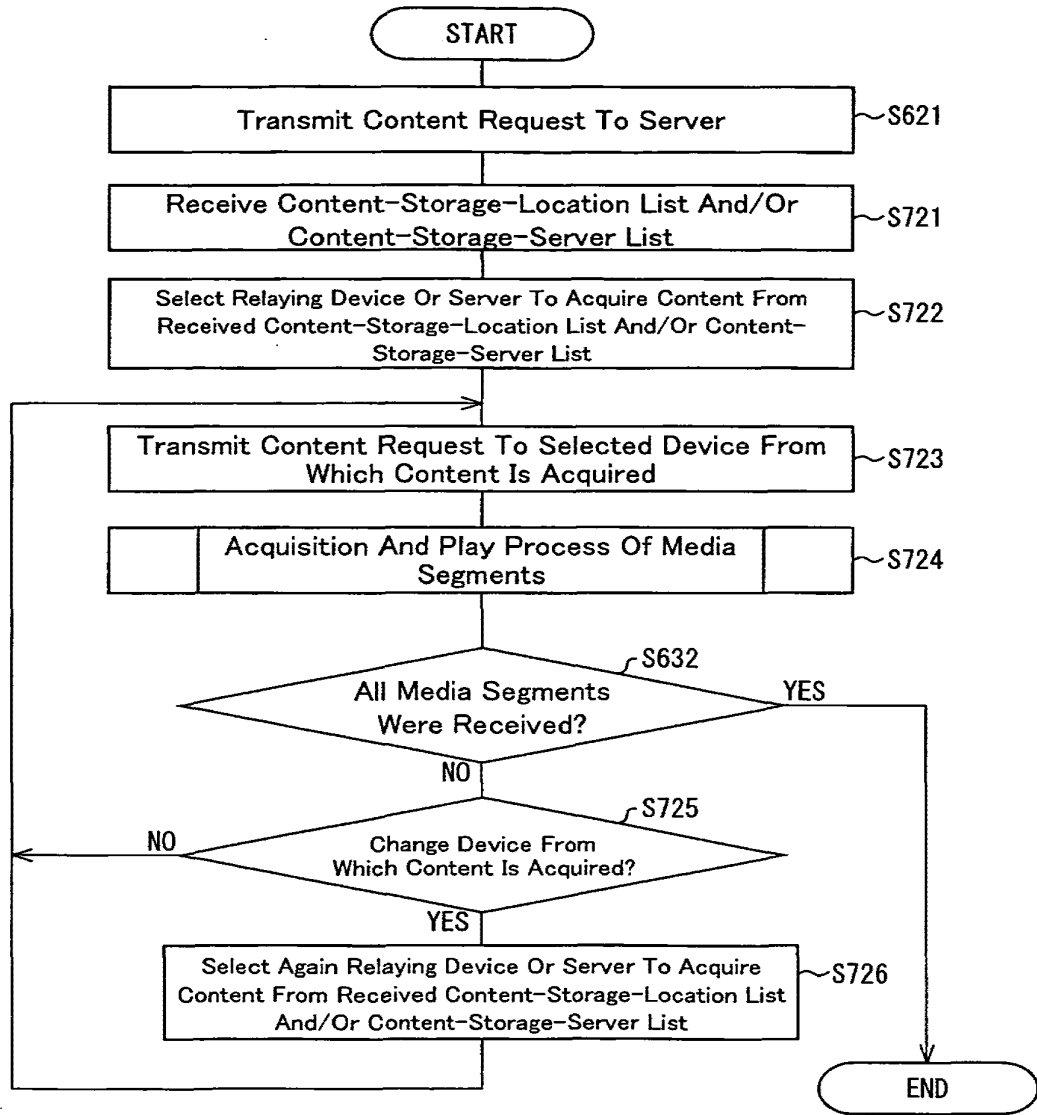 START
Transmit Content Request To Server
S621
Receive Content-Storage-Location List And/Or
Content-Storage-Server List
S721
Select Relaying Device Or Server To Acquire Content From
Received Content-Storage-Location List And/Or Content-
Storage-Server List
S722
Transmit Content Request To Selected Device From
Which Content Is Acquired
S723
Acquisition And Play Process Of Media
Segments
S724
S632
All Media Segments
Were Received?
YES
NO
S725
Change Device From
Which Content Is Acquired?
NO
YES
Select Again Relaying Device Or Server To Acquire
Content From Received Content-Storage-Location List
And/Or Content-Storage-Server List
S726
END